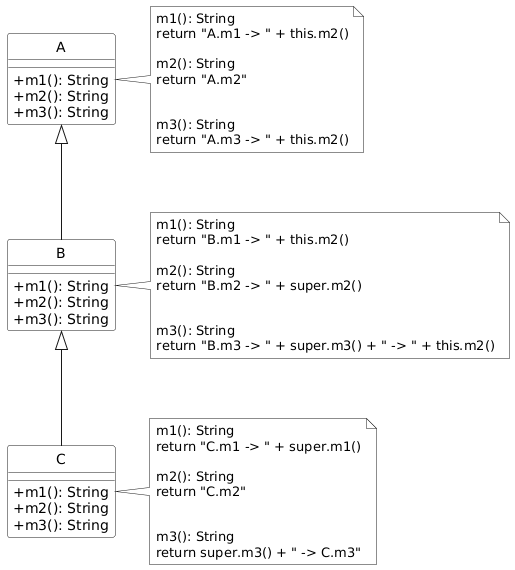 A
+m1(): String
+m2(): String
+m3(): String
m1(): String
return "A.m1 -> " + this.m2()
m2(): String
return "A.m2"
m3(): String
return "A.m3 -> " + this.m2()
B
+m1(): String
+m2(): String
+m3(): String
m1(): String
return "B.m1 -> " + this.m2()
m2(): String
return "B.m2 -> " + super.m2()
m3(): String
return "B.m3 -> " + super.m3() + " -> " + this.m2()
C
+m1(): String
+m2(): String
+m3(): String
m1(): String
return "C.m1 -> " + super.m1()
m2(): String
return "C.m2"
m3(): String
return super.m3() + " -> C.m3"